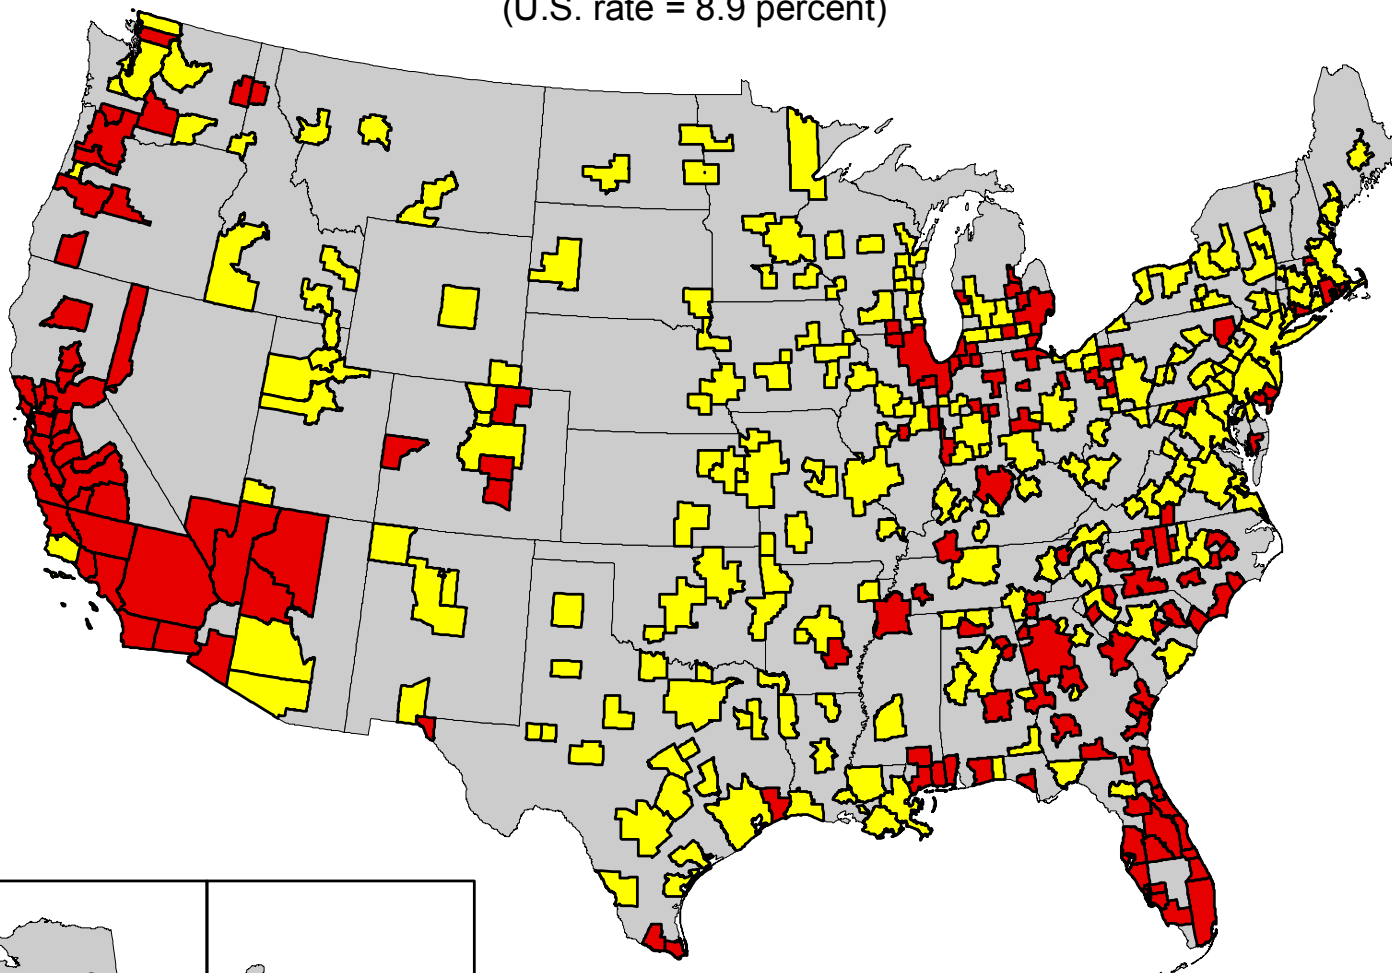 (U.S. rate = 8.9 percent)